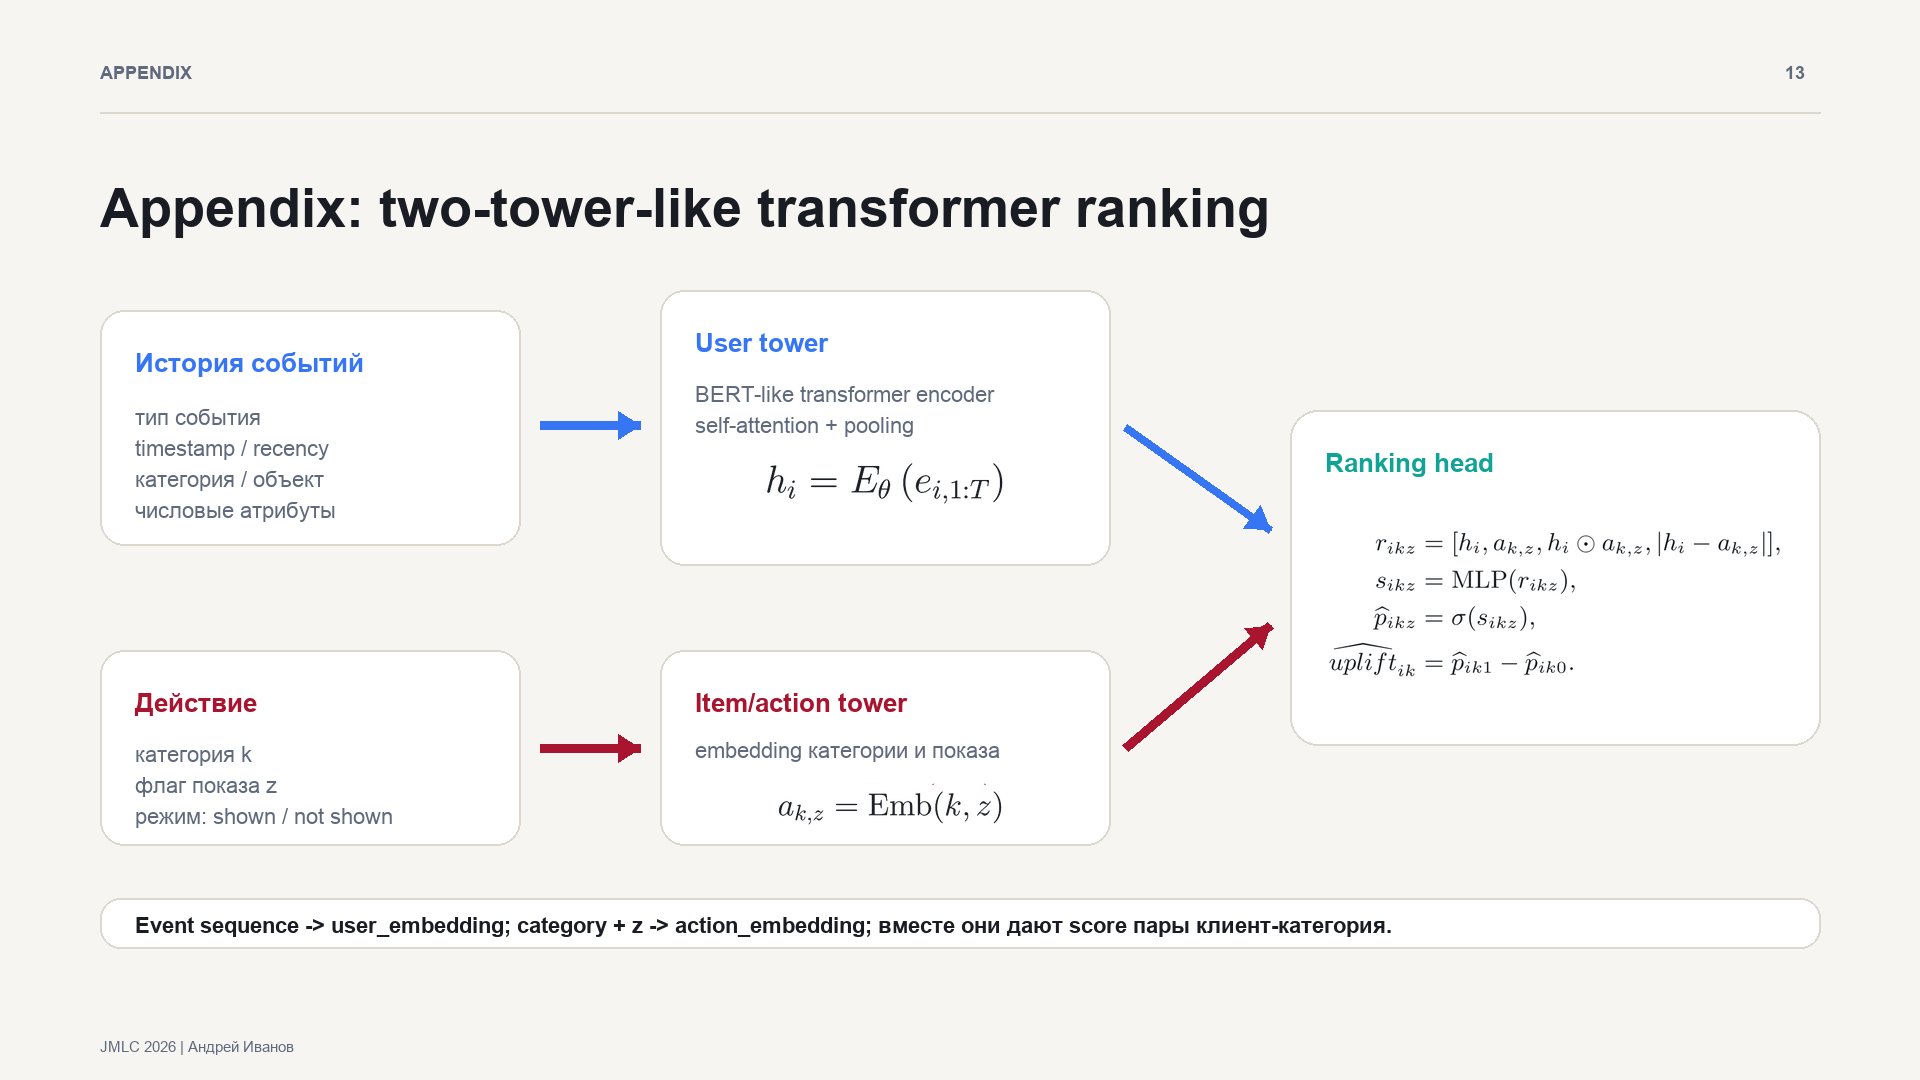 APPENDIX
13
Appendix: two-tower-like transformer ranking
История событий
тип события
timestamp / recency
категория / объект
числовые атрибуты
User tower
BERT-like transformer encoder
self-attention + pooling
h_i = E_θ (e_{i,1:T})
Ranking head
r_{ikz} = [h_i, a_{k,z}, h_i ⊙ a_{k,z}, |h_i − a_{k,z}|],
s_{ikz} = MLP(r_{ikz}),
p̂_{ikz} = σ(s_{ikz}),
\widehat{uplift}_{ik} = p̂_{ik1} − p̂_{ik0}.
Действие
категория k
флаг показа z
режим: shown / not shown
Item/action tower
embedding категории и показа
a_{k,z} = Emb(k, z)
Event sequence -> user_embedding; category + z -> action_embedding; вместе они дают score пары клиент-категория.
JMLC 2026 | Андрей Иванов